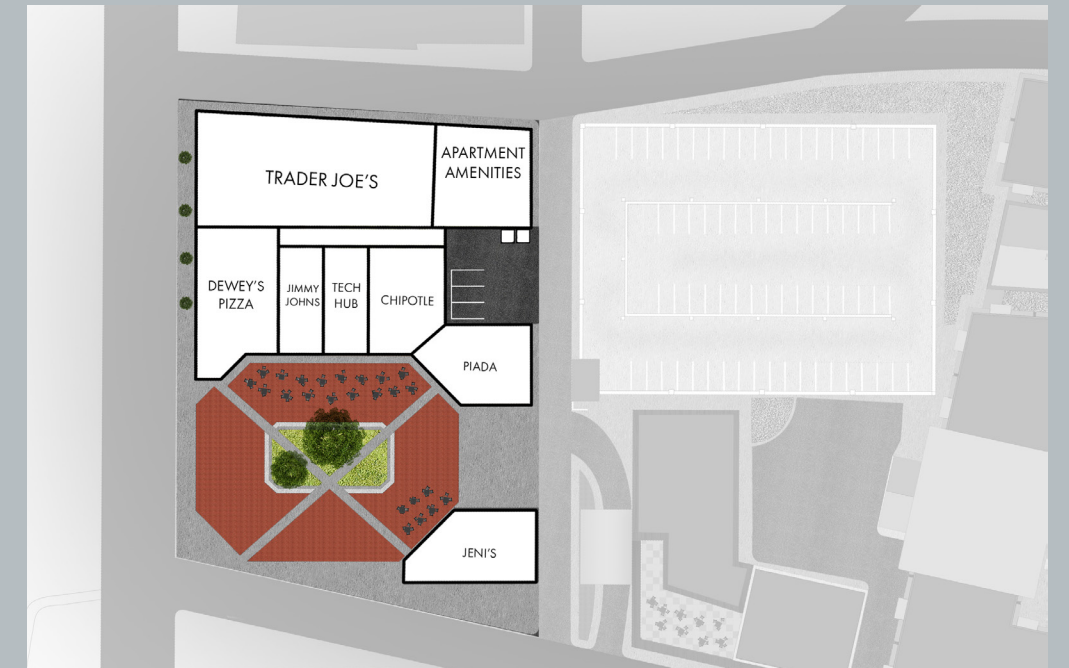 TRADER JOE'S
APARTMENT
AMENITIES
DEWEY'S
PIZZA
JIMMY
JOHNS
TECH
HUB
CHIPOTLE
PIADA
JENI'S